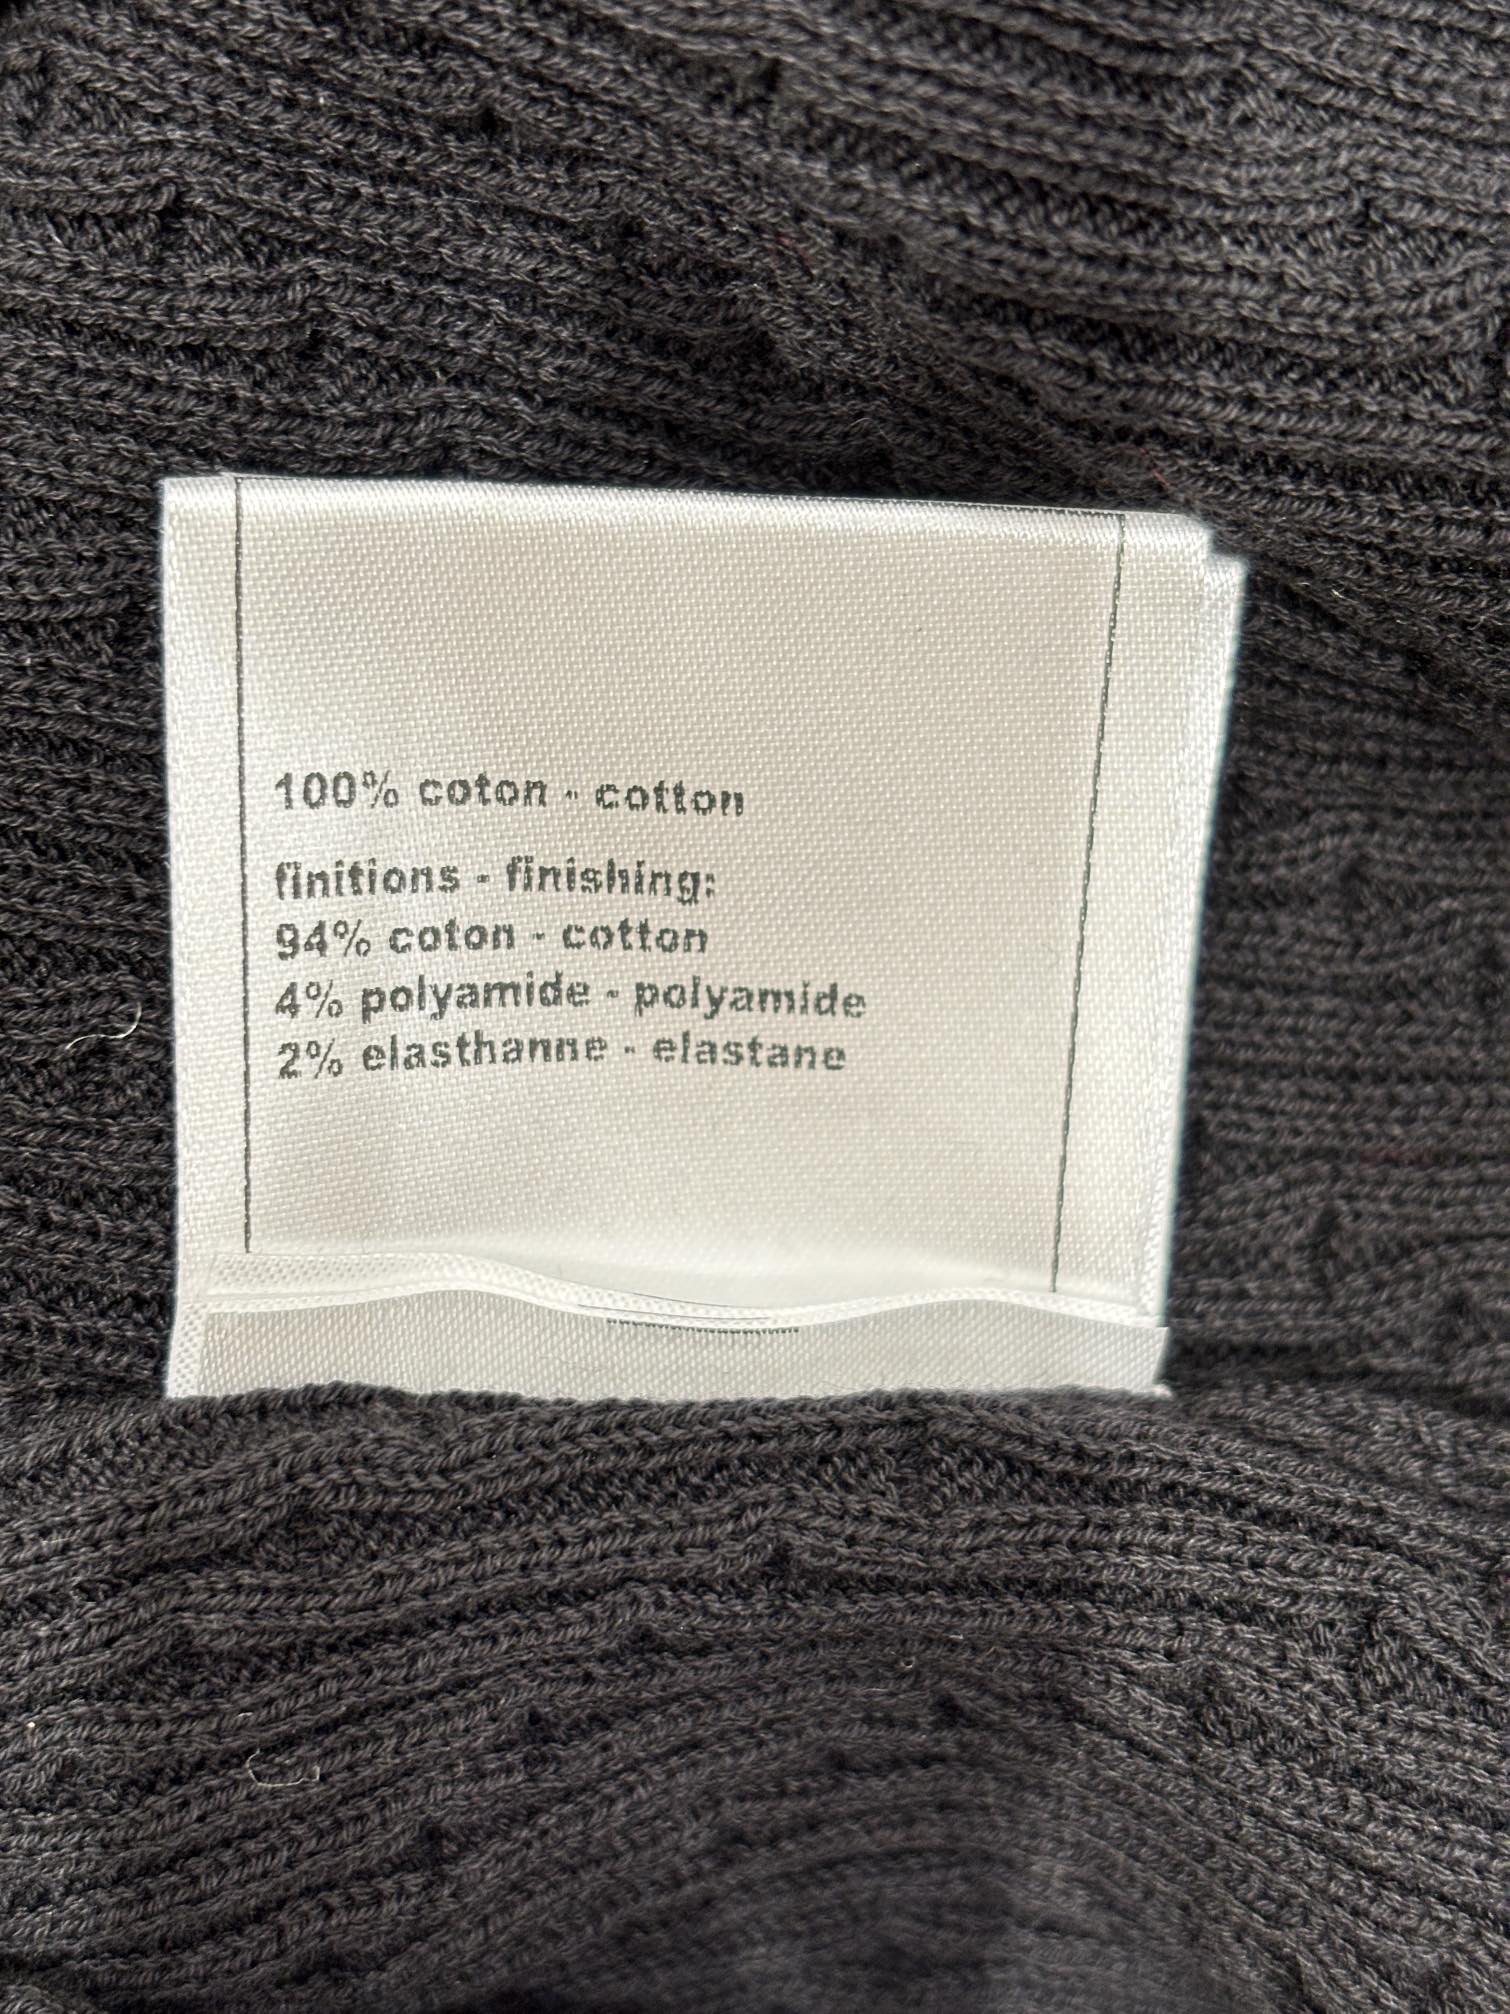 100% coton - cotton
finitions - finishing:
94% coton - cotton
4% polyamide - polyamide
2% elasthanne - elastane